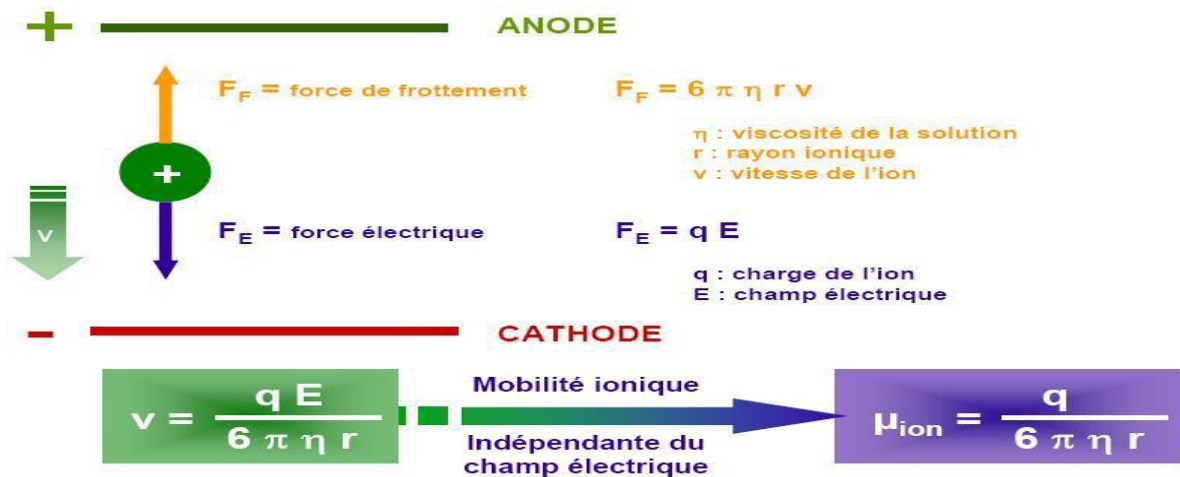 + ANODE
F_F = force de frottement F_F = 6 π η r v
η : viscosité de la solution
r : rayon ionique
v : vitesse de l'ion
+
v
F_E = force électrique F_E = q E
q : charge de l'ion
E : champ électrique
- CATHODE
v = q E / 6 π η r
Mobilité ionique
Indépendante du
champ électrique
μ_ion = q / 6 π η r